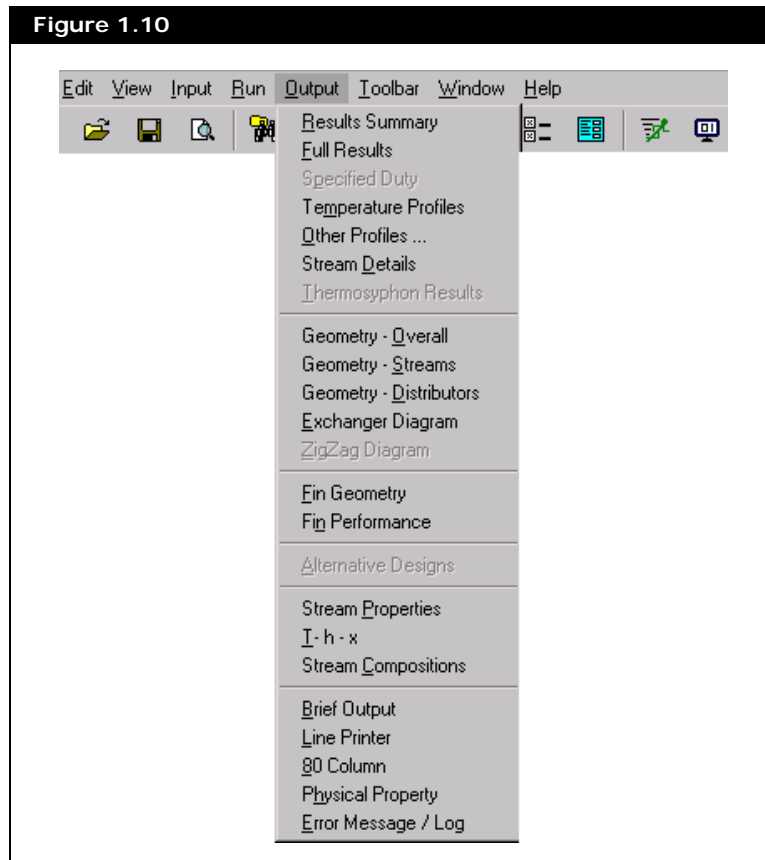 Figure 1.10
Edit View Input Run Output Toolbar Window Help
Results Summary
Full Results
Specified Duty
Temperature Profiles
Other Profiles ...
Stream Details
Thermosyphon Results
Geometry - Overall
Geometry - Streams
Geometry - Distributors
Exchanger Diagram
ZigZag Diagram
Fin Geometry
Fin Performance
Alternative Designs
Stream Properties
T - h - x
Stream Compositions
Brief Output
Line Printer
80 Column
Physical Property
Error Message / Log